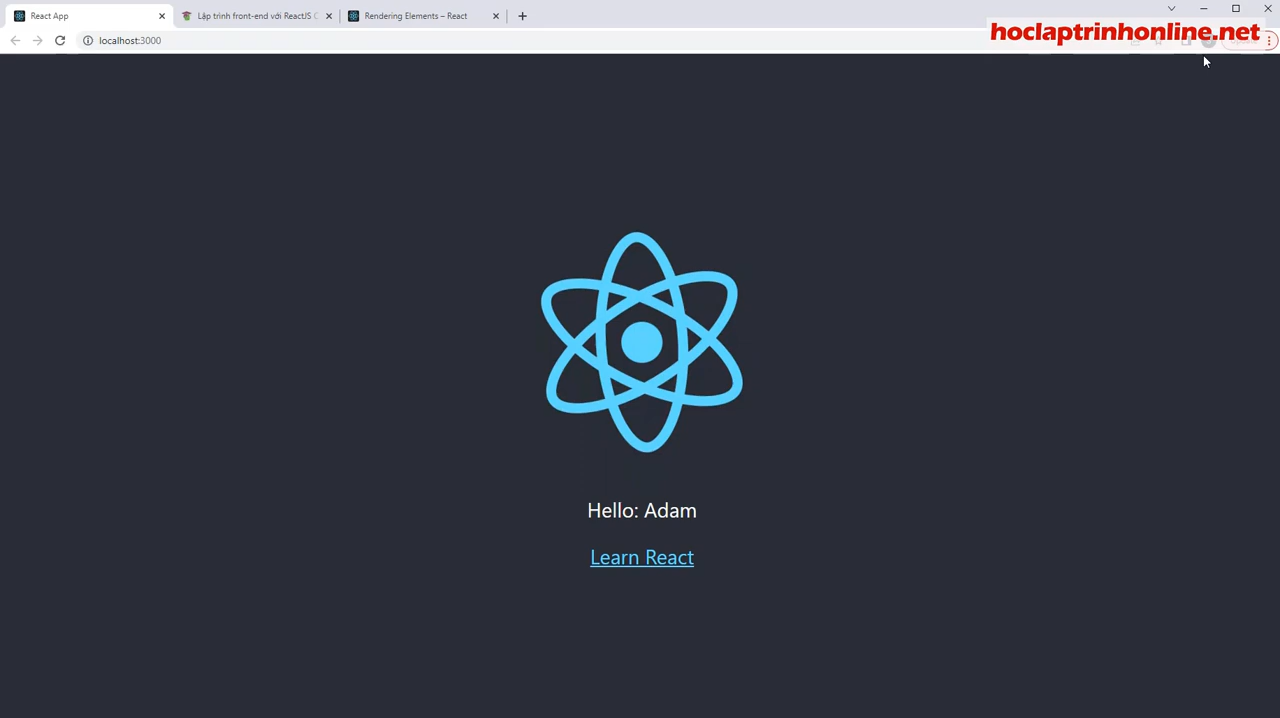 React App
Lập trình front-end với ReactJS C
Rendering Elements – React
localhost:3000
hoclaptrinhonline.net
Hello: Adam
Learn React